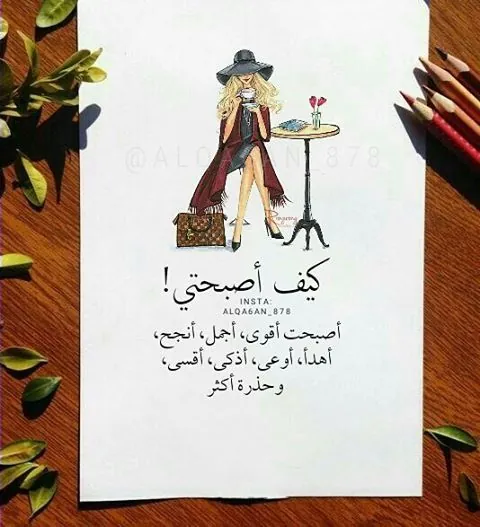 @ALQA6AN_878
كيف أصبحتي!
INSTA:
ALQA6AN_878
أصبحت أقوى، أجمل، أنجح،
أهدأ، أوعى، أذكى، أقسى،
وحذرة أكثر